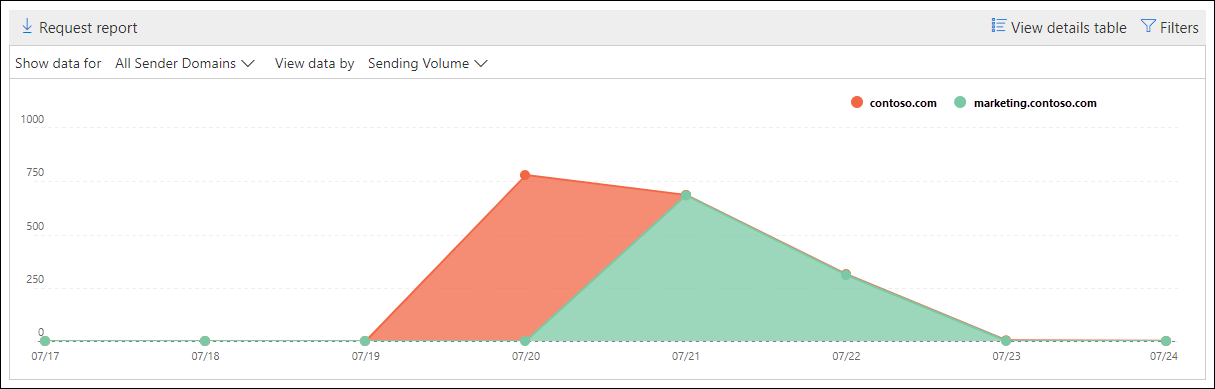 Request report View details table Filters
Show data for All Sender Domains View data by Sending Volume
contoso.com marketing.contoso.com
1000
750
500
250
0
07/17 07/18 07/19 07/20 07/21 07/22 07/23 07/24